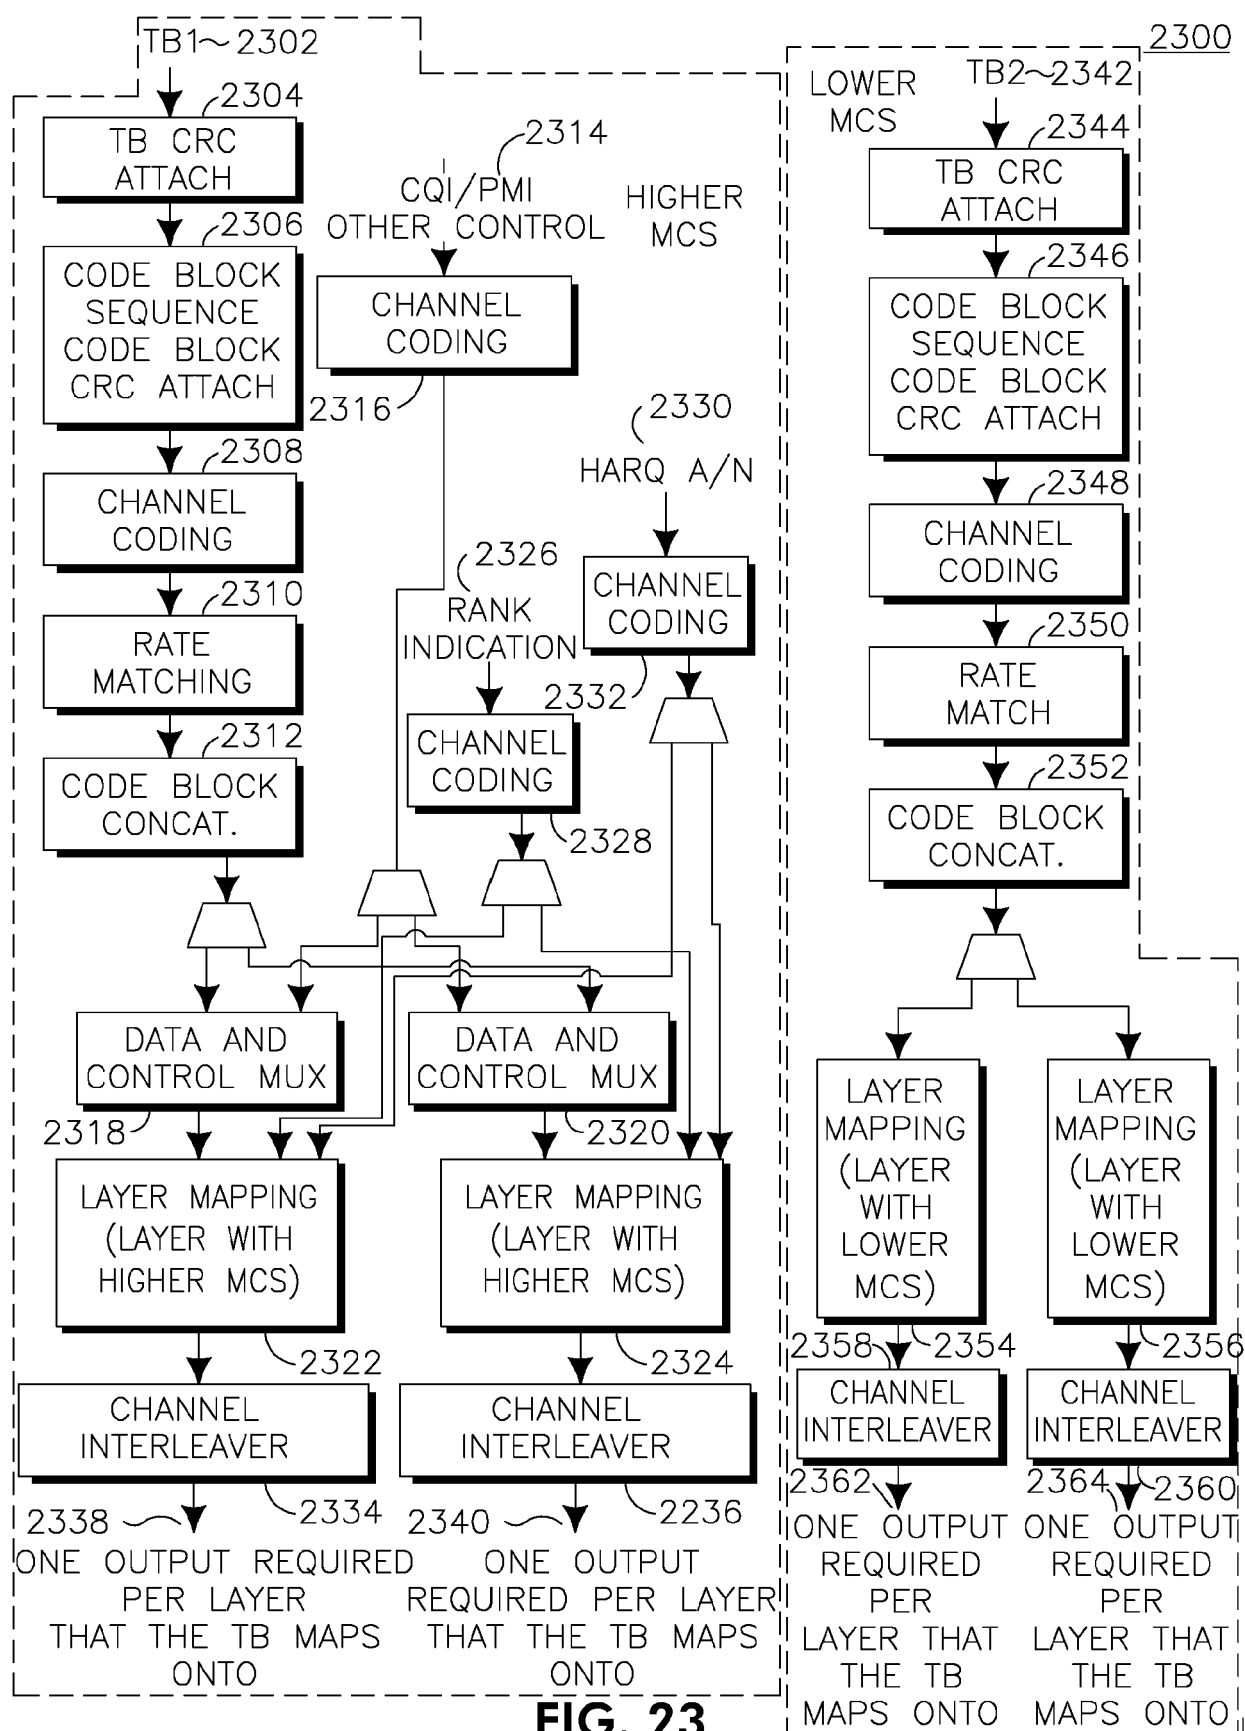 2300
TB1~2302
2304
TB CRC
ATTACH
2306
CODE BLOCK
SEQUENCE
CODE BLOCK
CRC ATTACH
2308
CHANNEL
CODING
2310
RATE
MATCHING
2312
CODE BLOCK
CONCAT.
2314
CQI/PMI
OTHER CONTROL
HIGHER
MCS
CHANNEL
CODING
2316
2330
HARQ A/N
CHANNEL
CODING
2332
2326
RANK
INDICATION
CHANNEL
CODING
2328
DATA AND
CONTROL MUX
2318
DATA AND
CONTROL MUX
2320
LAYER MAPPING
(LAYER WITH
HIGHER MCS)
2322
LAYER MAPPING
(LAYER WITH
HIGHER MCS)
2324
CHANNEL
INTERLEAVER
2334
CHANNEL
INTERLEAVER
2236
2338
ONE OUTPUT REQUIRED
PER LAYER
THAT THE TB MAPS
ONTO
2340
ONE OUTPUT
REQUIRED PER LAYER
THAT THE TB MAPS
ONTO
LOWER
MCS
TB2~2342
2344
TB CRC
ATTACH
2346
CODE BLOCK
SEQUENCE
CODE BLOCK
CRC ATTACH
2348
CHANNEL
CODING
2350
RATE
MATCH
2352
CODE BLOCK
CONCAT.
LAYER
MAPPING
(LAYER
WITH
LOWER
MCS)
2354
LAYER
MAPPING
(LAYER
WITH
LOWER
MCS)
2356
2358
CHANNEL
INTERLEAVER
CHANNEL
INTERLEAVER
2360
2362
ONE OUTPUT
REQUIRED
PER
LAYER THAT
THE TB
MAPS ONTO
2364
ONE OUTPUT
REQUIRED
PER
LAYER THAT
THE TB
MAPS ONTO
FIG. 23